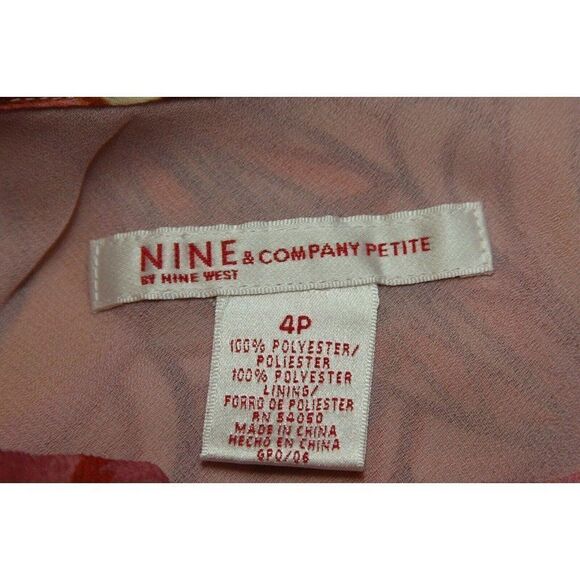 NINE & COMPANY PETITE
BY NINE WEST
4P
100% POLYESTER/
POLIESTER
100% POLYESTER
LINING/
FORRO DE POLIESTER
RN 54050
MADE IN CHINA
HECHO EN CHINA
GPQ/06